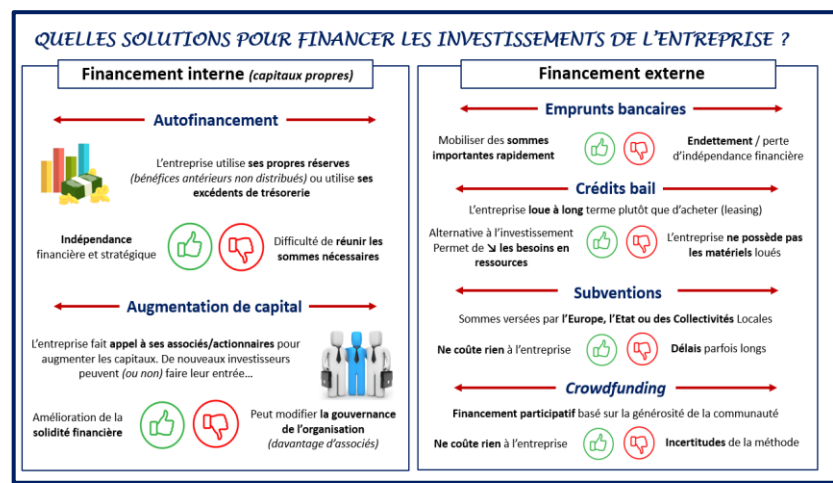 QUELLES SOLUTIONS POUR FINANCER LES INVESTISSEMENTS DE L'ENTREPRISE ?
Financement interne (capitaux propres)
Autofinancement
L'entreprise utilise ses propres réserves
(bénéfices antérieurs non distribués) ou utilise ses
excédents de trésorerie
Indépendance
financière et stratégique
Difficulté de réunir les
sommes nécessaires
Augmentation de capital
L'entreprise fait appel à ses associés/actionnaires pour
augmenter les capitaux. De nouveaux investisseurs
peuvent (ou non) faire leur entrée...
Amélioration de la
solidité financière
Peut modifier la gouvernance
de l'organisation
(davantage d'associés)
Financement externe
Emprunts bancaires
Mobiliser des sommes
importantes rapidement
Endettement / perte
d'indépendance financière
Crédits bail
L'entreprise loue à long terme plutôt que d'acheter (leasing)
Alternative à l'investissement
Permet de ↘ les besoins en
ressources
L'entreprise ne possède pas
les matériels loués
Subventions
Sommes versées par l'Europe, l'Etat ou des Collectivités Locales
Ne coûte rien à l'entreprise
Délais parfois longs
Crowdfunding
Financement participatif basé sur la générosité de la communauté
Ne coûte rien à l'entreprise
Incertitudes de la méthode